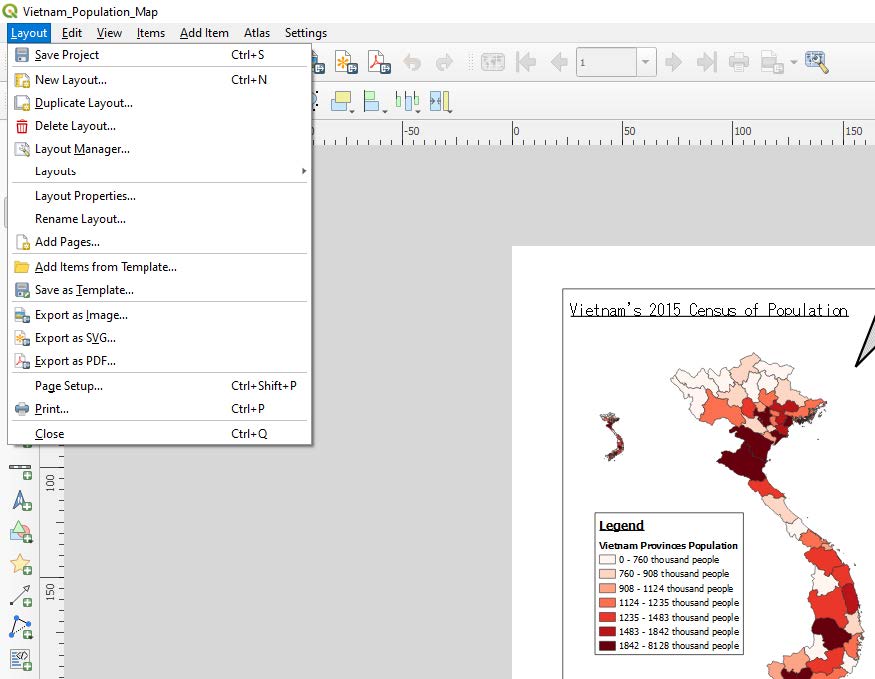 Vietnam_Population_Map
Layout Edit View Items Add Item Atlas Settings
Save Project Ctrl+S
New Layout... Ctrl+N
Duplicate Layout...
Delete Layout...
Layout Manager...
Layouts
Layout Properties...
Rename Layout...
Add Pages...
Add Items from Template...
Save as Template...
Export as Image...
Export as SVG...
Export as PDF...
Page Setup... Ctrl+Shift+P
Print... Ctrl+P
Close Ctrl+Q
1
-50 0 50 100 150
100
150
Vietnam's 2015 Census of Population
Legend
Vietnam Provinces Population
0 - 760 thousand people
760 - 908 thousand people
908 - 1124 thousand people
1124 - 1235 thousand people
1235 - 1483 thousand people
1483 - 1842 thousand people
1842 - 8128 thousand people